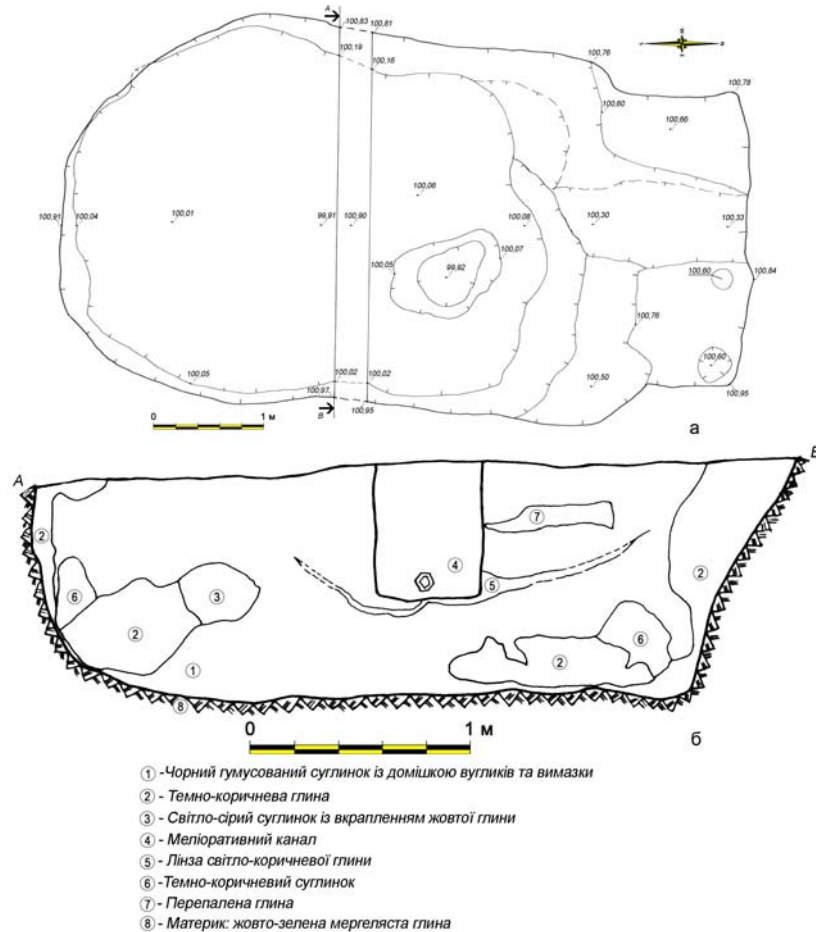 A
100,83
100,81
100,19
100,16
100,76
100,78
100,60
100,66
100,06
100,91
100,04
100,01
99,91
100,90
100,08
100,30
100,33
100,05
99,92
100,07
100,60
100,84
100,76
100,05
100,02
100,02
100,50
100,60
100,97
100,95
100,95
B
0
1 м
а
A
B
2
7
4
6
3
5
2
2
6
1
2
8
0
1 м
б
1 -Чорний гумусований суглинок із домішкою вугликів та вимазки
2 - Темно-коричнева глина
3 - Світло-сірий суглинок із вкрапленням жовтої глини
4 - Меліоративний канал
5 - Лінза світло-коричневої глини
6 -Темно-коричневий суглинок
7 - Перепалена глина
8 - Материк: жовто-зелена мергеляста глина